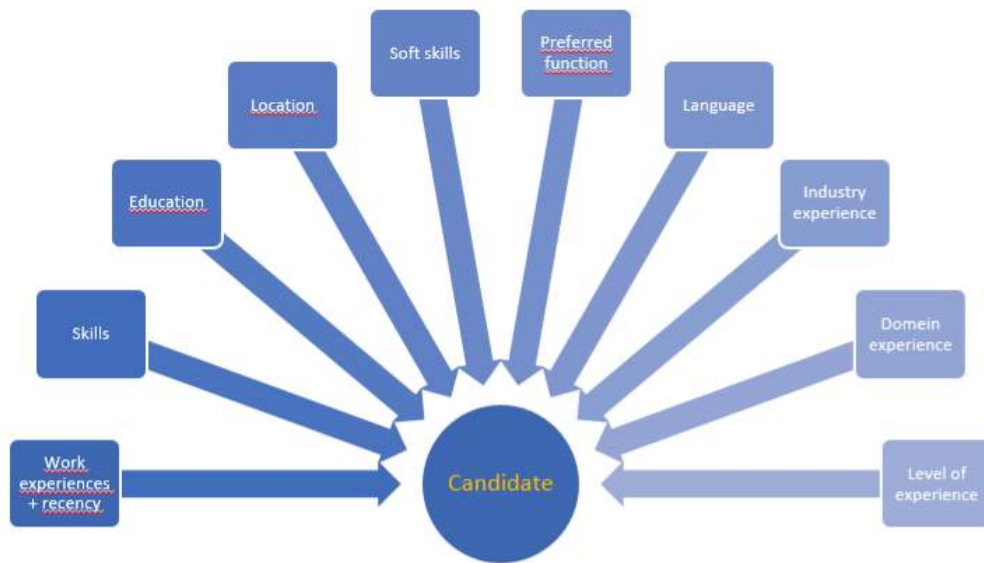 Soft skills
Preferred
function
Location
Language
Education
Industry
experience
Skills
Domein
experience
Work
experiences
+ recency
Candidate
Level of
experience